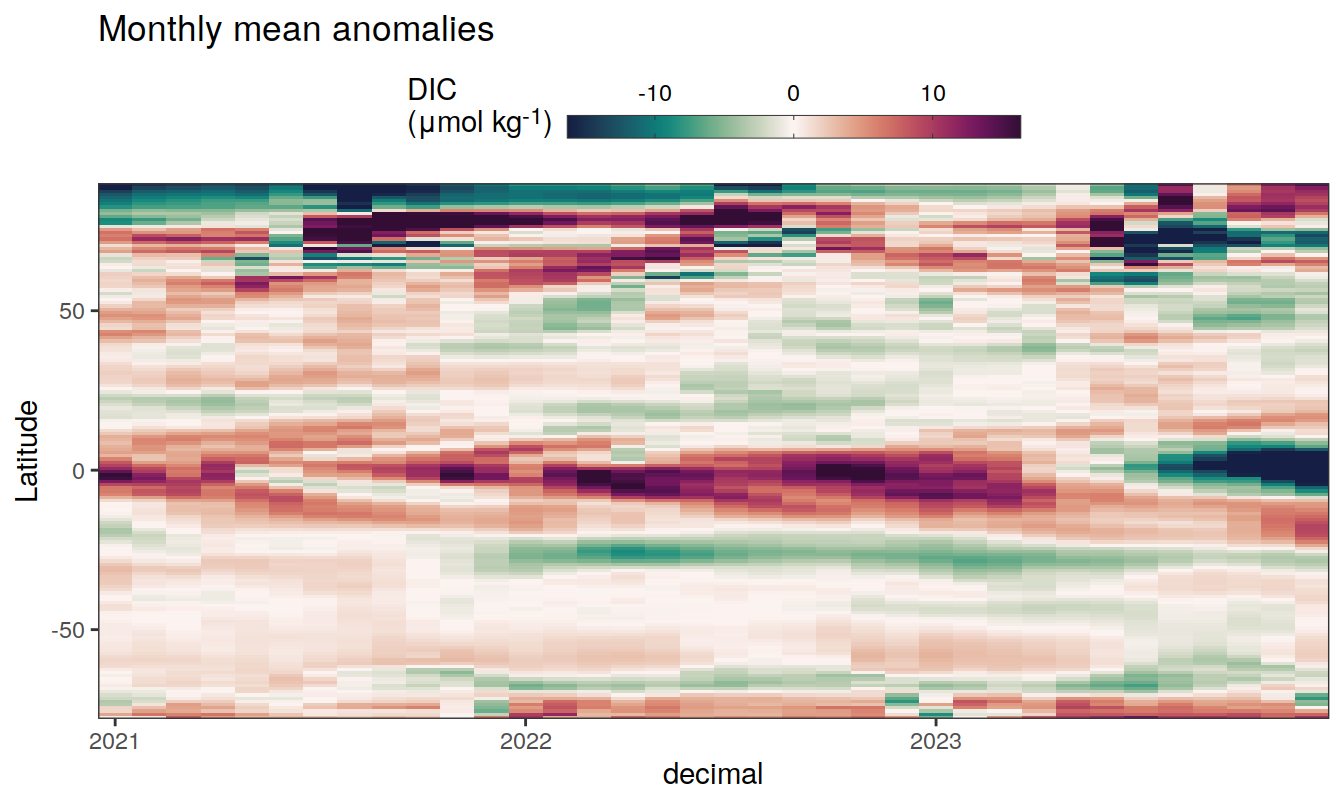 Monthly mean anomalies
DIC
(µmol kg⁻¹)
-10 0 10
Latitude
50
0
-50
2021 2022 2023
decimal